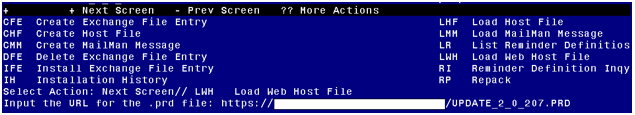 + + Next Screen - Prev Screen ?? More Actions
CFE Create Exchange File Entry LHF Load Host File
CHF Create Host File LMM Load MailMan Message
CMM Create MailMan Message LR List Reminder Definitios
DFE Delete Exchange File Entry LWH Load Web Host File
IFE Install Exchange File Entry RI Reminder Definition Inqy
IH Installation History RP Repack
Select Action: Next Screen// LWH Load Web Host File
Input the URL for the .prd file: https:// /UPDATE_2_0_207.PRD